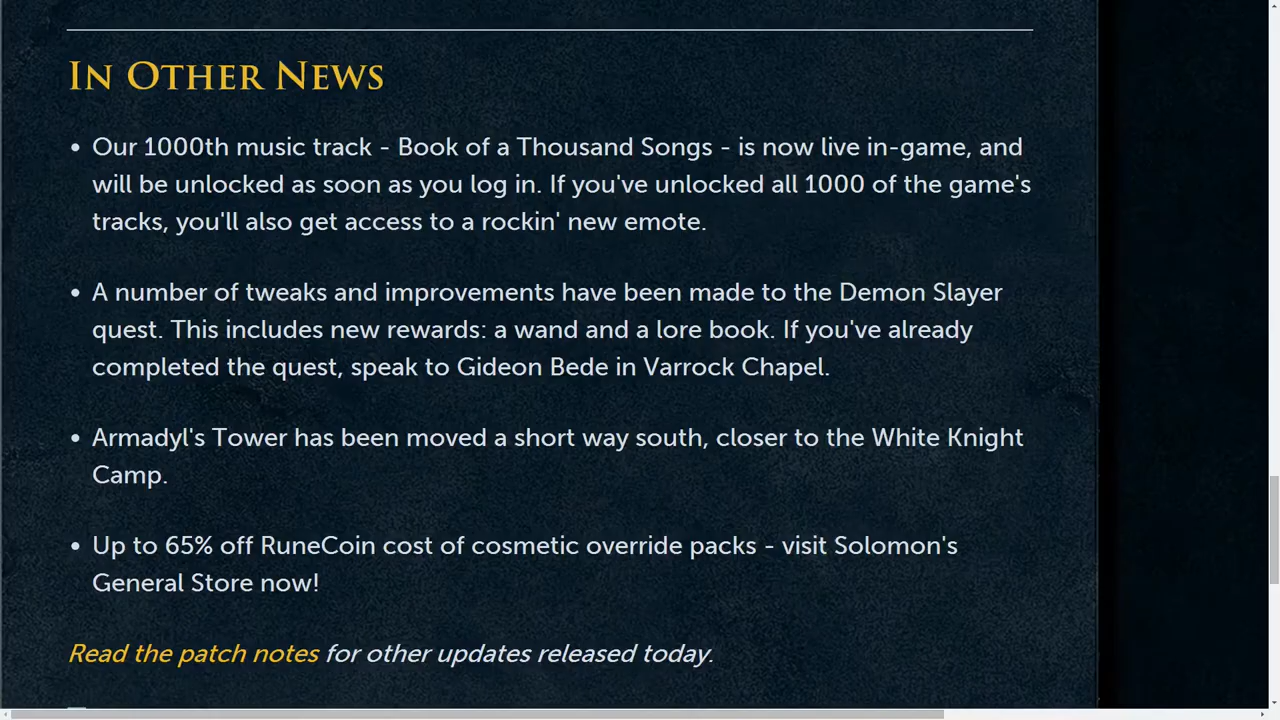 In Other News
• Our 1000th music track - Book of a Thousand Songs - is now live in-game, and
will be unlocked as soon as you log in. If you've unlocked all 1000 of the game's
tracks, you'll also get access to a rockin' new emote.
• A number of tweaks and improvements have been made to the Demon Slayer
quest. This includes new rewards: a wand and a lore book. If you've already
completed the quest, speak to Gideon Bede in Varrock Chapel.
• Armadyl's Tower has been moved a short way south, closer to the White Knight
Camp.
• Up to 65% off RuneCoin cost of cosmetic override packs - visit Solomon's
General Store now!
Read the patch notes for other updates released today.